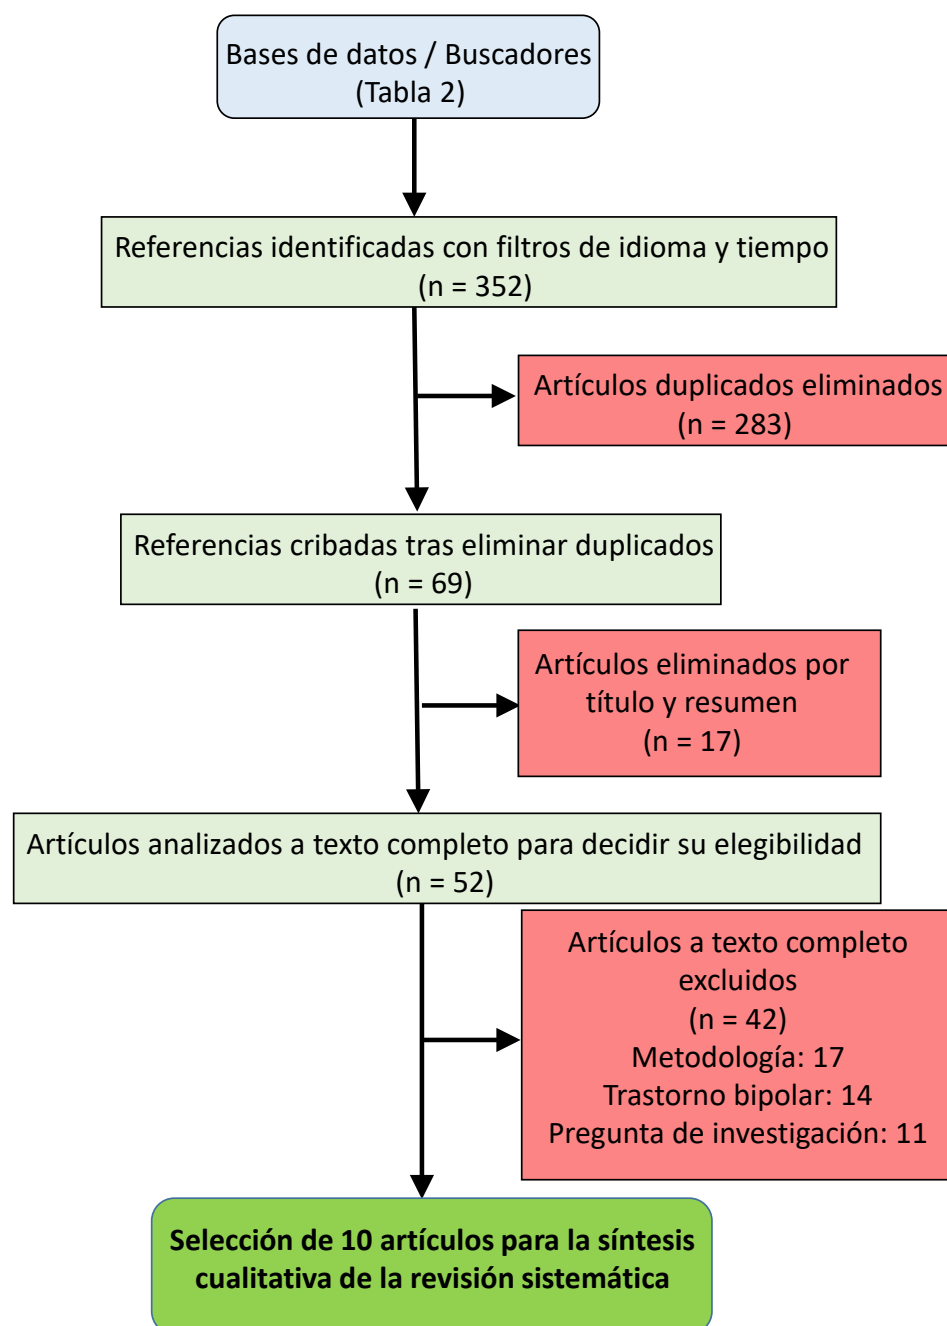 Bases de datos / Buscadores
(Tabla 2)
Referencias identificadas con filtros de idioma y tiempo
(n = 352)
Artículos duplicados eliminados
(n = 283)
Referencias cribadas tras eliminar duplicados
(n = 69)
Artículos eliminados por
título y resumen
(n = 17)
Artículos analizados a texto completo para decidir su elegibilidad
(n = 52)
Artículos a texto completo
excluidos
(n = 42)
Metodología: 17
Trastorno bipolar: 14
Pregunta de investigación: 11
Selección de 10 artículos para la síntesis
cualitativa de la revisión sistemática